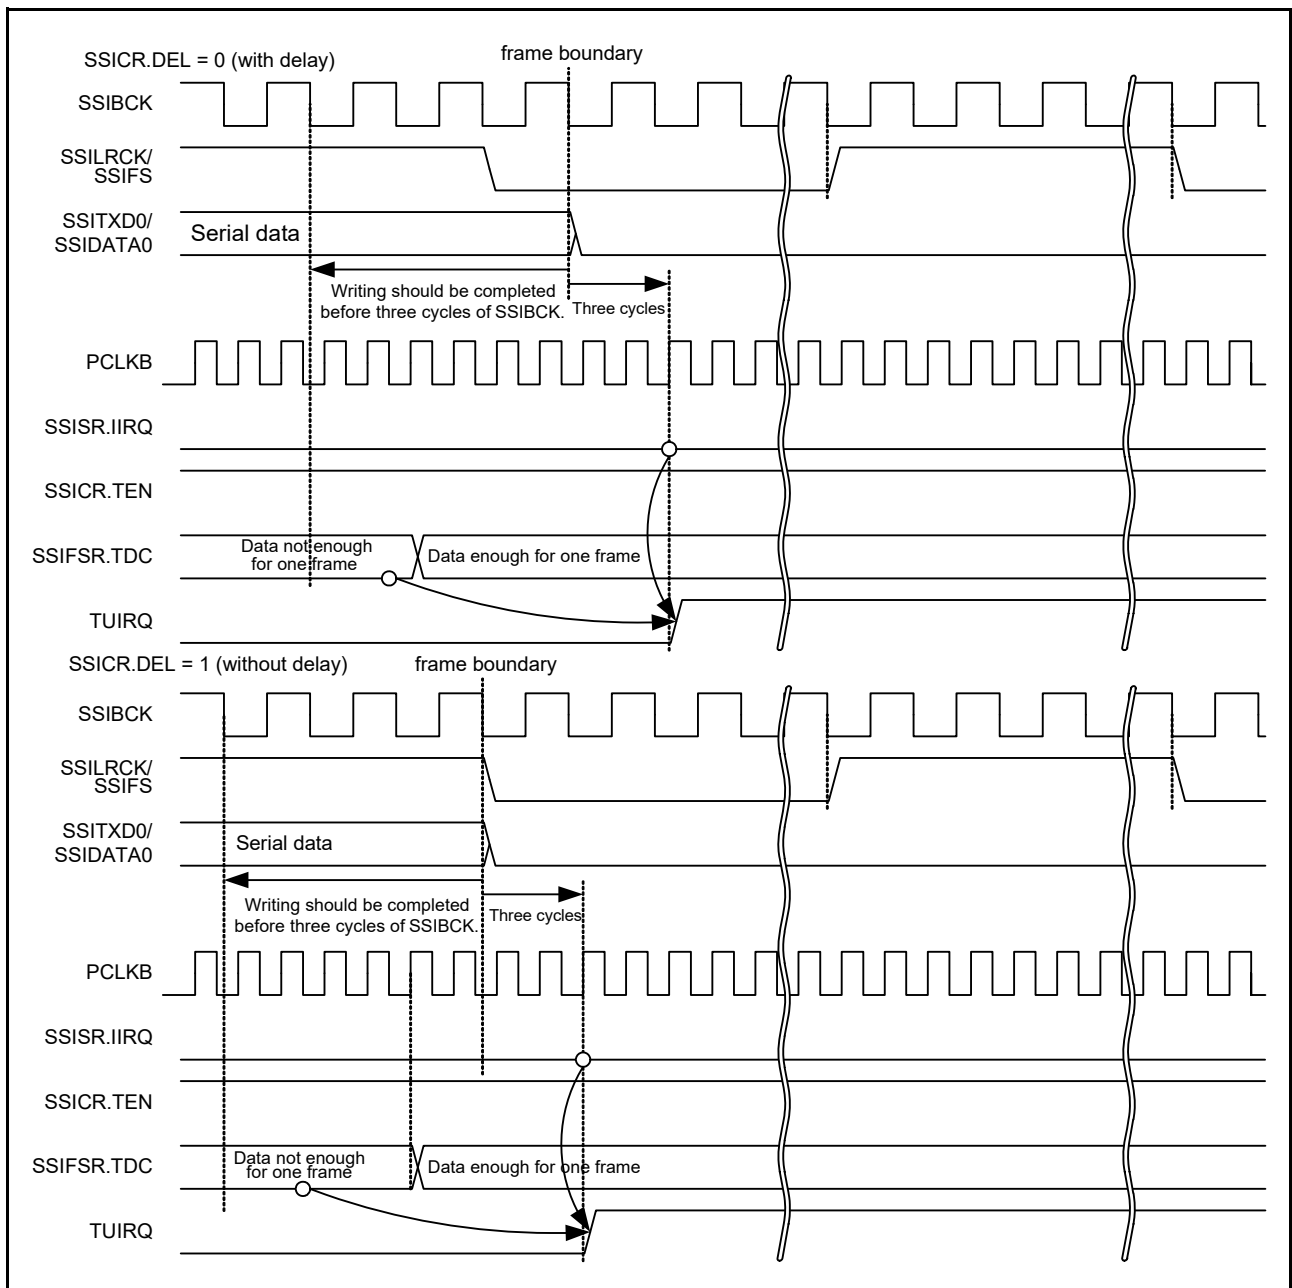 SSICR.DEL = 0 (with delay)
frame boundary
SSIBCK
SSILRCK/
SSIFS
SSITXD0/
SSIDATA0
Serial data
Writing should be completed
before three cycles of SSIBCK.
Three cycles
PCLKB
SSISR.IIRQ
SSICR.TEN
SSIFSR.TDC
Data not enough
for one frame
Data enough for one frame
TUIRQ
SSICR.DEL = 1 (without delay)
frame boundary
SSIBCK
SSILRCK/
SSIFS
SSITXD0/
SSIDATA0
Serial data
Writing should be completed
before three cycles of SSIBCK.
Three cycles
PCLKB
SSISR.IIRQ
SSICR.TEN
SSIFSR.TDC
Data not enough
for one frame
Data enough for one frame
TUIRQ